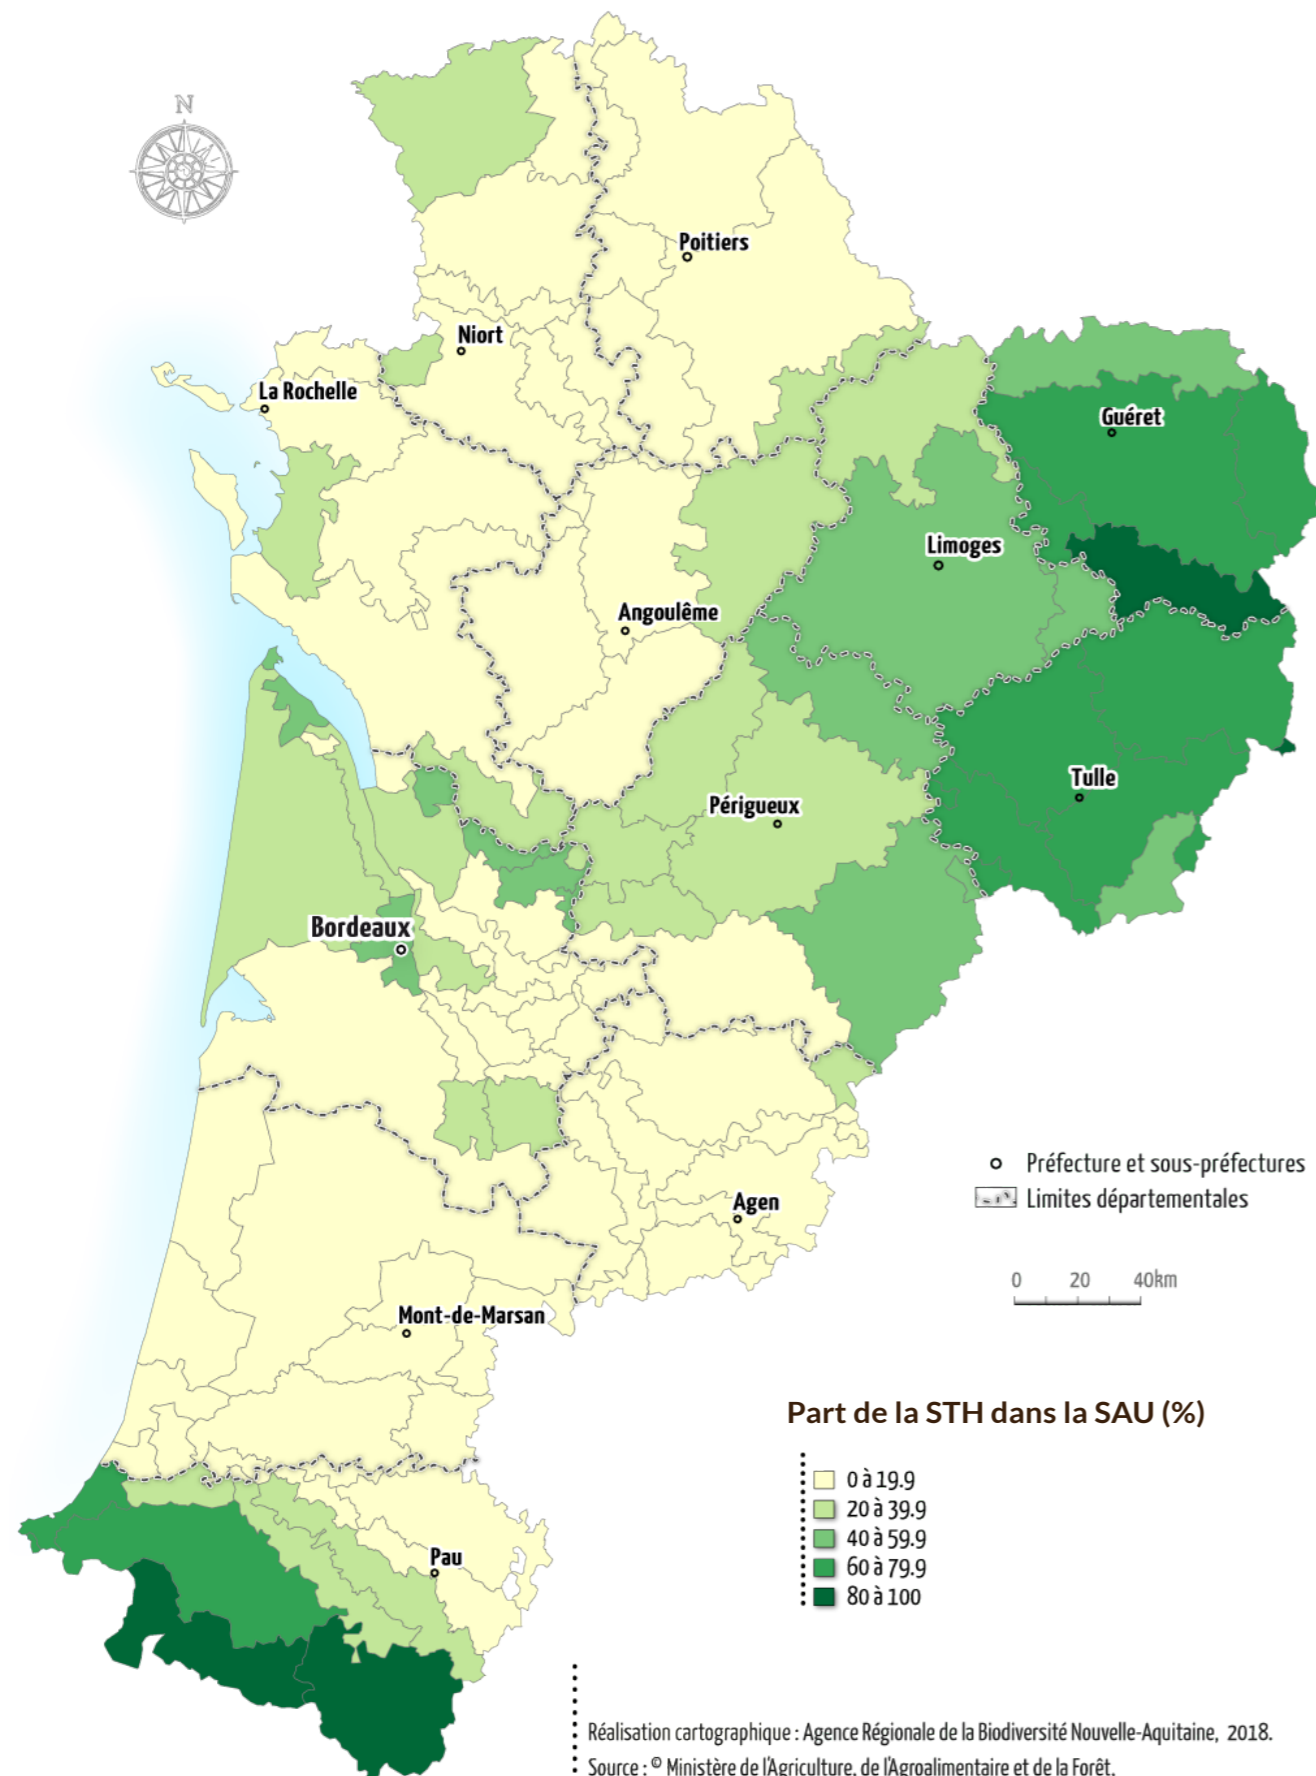 N
Poitiers
Niort
La Rochelle
Guéret
Limoges
Angoulême
Tulle
Périgueux
Bordeaux
Préfecture et sous-préfectures
Limites départementales
Agen
0 20 40km
Mont-de-Marsan
Part de la STH dans la SAU (%)
0 à 19.9
20 à 39.9
40 à 59.9
60 à 79.9
80 à 100
Pau
Réalisation cartographique : Agence Régionale de la Biodiversité Nouvelle-Aquitaine, 2018.
Source : © Ministère de l'Agriculture, de l'Agroalimentaire et de la Forêt,